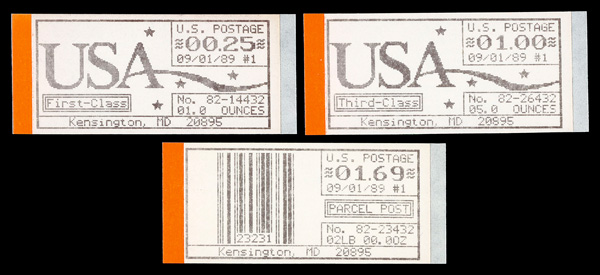 USA
U.S. POSTAGE
00.25
09/01/89 #1
First-Class
No. 82-14432
01.0 OUNCES
Kensington, MD 20895
USA
U.S. POSTAGE
01.00
09/01/89 #1
Third-Class
No. 82-26432
05.0 OUNCES
Kensington, MD 20895
23231
U.S. POSTAGE
01.69
09/01/89 #1
PARCEL POST
No. 82-23432
02LB 00.0OZ
Kensington, MD 20895